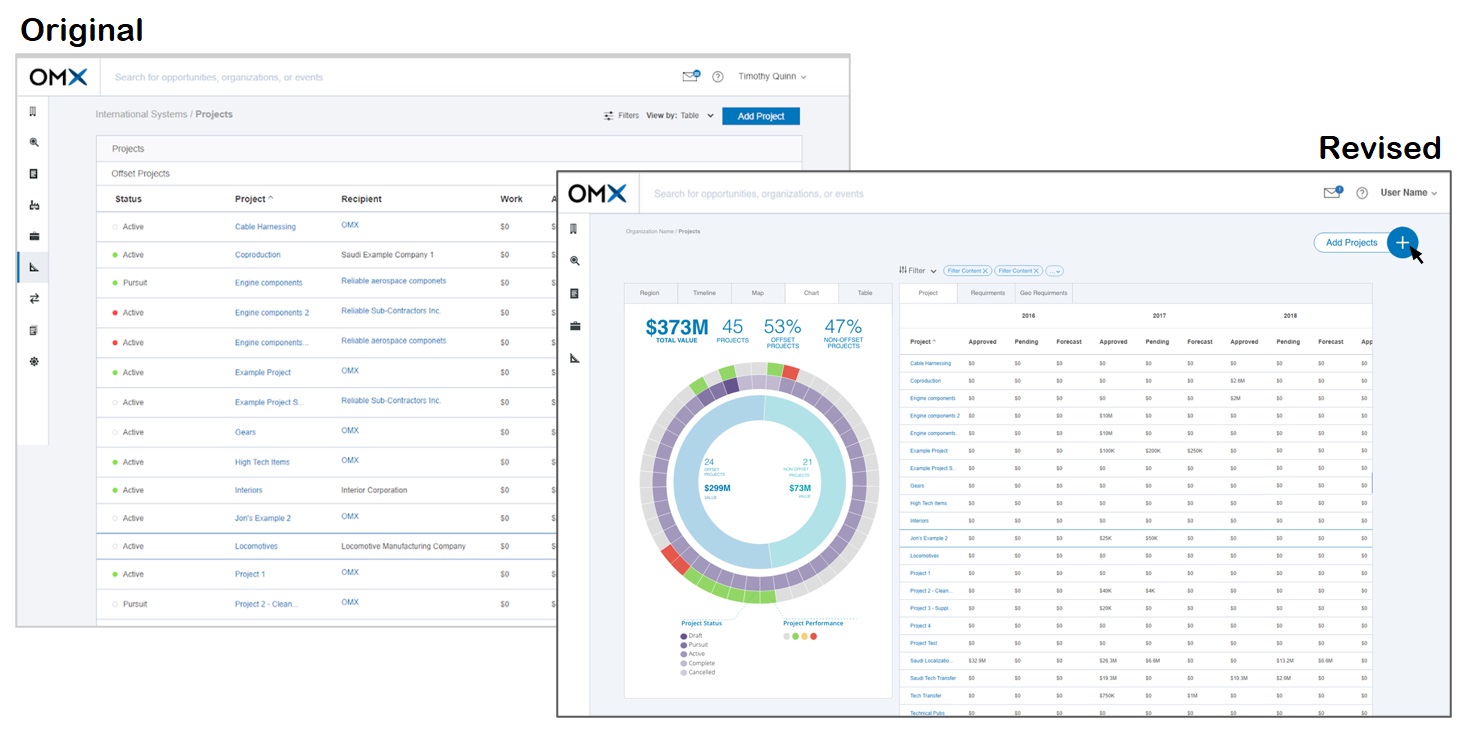 Original
OMX Search for opportunities, organizations, or events Timothy Quinn
International Systems / Projects Filters View by: Table Add Project
Projects
Offset Projects
Status Project Recipient Work
Active Cable Harnessing OMX $0
Active Coproduction Saudi Example Company 1 $0
Pursuit Engine components Reliable aerospace componets $0
Active Engine components 2 Reliable Sub-Contractors Inc. $0
Active Engine components... Reliable aerospace componets $0
Active Example Project OMX $0
Active Example Project S... Reliable Sub-Contractors Inc. $0
Active Gears OMX $0
Active High Tech Items OMX $0
Active Interiors Interior Corporation $0
Active Jon's Example 2 OMX $0
Active Locomotives Locomotive Manufacturing Company $0
Active Project 1 OMX $0
Pursuit Project 2 - Clean... OMX $0
Revised
OMX Search for opportunities, organizations, or events 1 User Name
Organization Name / Projects Add Projects
Filter Filter Content X Filter Content X ...
Region Timeline Map Chart Table
$373M 45 53% 47%
TOTAL VALUE PROJECTS OFFSET PROJECTS NON-OFFSET PROJECTS
24 OFFSET PROJECTS
$299M VALUE
21 NON-OFFSET PROJECTS
$73M VALUE
Project Status
Draft
Pursuit
Active
Complete
Cancelled
Project Performance
Project Requirments Geo Requirments
2016 2017 2018
Project Approved Pending Forecast Approved Pending Forecast Approved Pending Forecast App
Cable Harnessing $0 $0 $0 $0 $0 $0 $0 $0 $0
Coproduction $0 $0 $0 $0 $0 $0 $2.6M $0 $0
Engine components $0 $0 $0 $0 $0 $0 $2M $0 $0
Engine components 2 $0 $0 $0 $10M $0 $0 $0 $0 $0
Engine components... $0 $0 $0 $10M $0 $0 $0 $0 $0
Example Project $0 $0 $0 $100K $200K $250K $0 $0 $0
Example Project S... $0 $0 $0 $0 $0 $0 $0 $0 $0
Gears $0 $0 $0 $0 $0 $0 $0 $0 $0
High Tech Items $0 $0 $0 $0 $0 $0 $0 $0 $0
Interiors $0 $0 $0 $0 $0 $0 $0 $0 $0
Jon's Example 2 $0 $0 $0 $25K $50K $0 $0 $0 $0
Locomotives $0 $0 $0 $0 $0 $0 $0 $0 $0
Project 1 $0 $0 $0 $0 $0 $0 $0 $0 $0
Project 2 - Clean... $0 $0 $0 $40K $4K $0 $0 $0 $0
Project 3 - Suppl... $0 $0 $0 $20K $0 $0 $0 $0 $0
Project 4 $0 $0 $0 $0 $0 $0 $0 $0 $0
Project Test $0 $0 $0 $0 $0 $0 $0 $0 $0
Saudi Localizatio... $32.9M $0 $0 $26.3M $6.6M $0 $0 $13.2M $6.6M $0
Saudi Tech Transfer $0 $0 $0 $19.3M $0 $0 $10.3M $2.6M $0
Tech Transfer $0 $0 $0 $750K $0 $1M $0 $0 $0
Technical Pubs $0 $0 $0 $0 $0 $0 $0 $0 $0